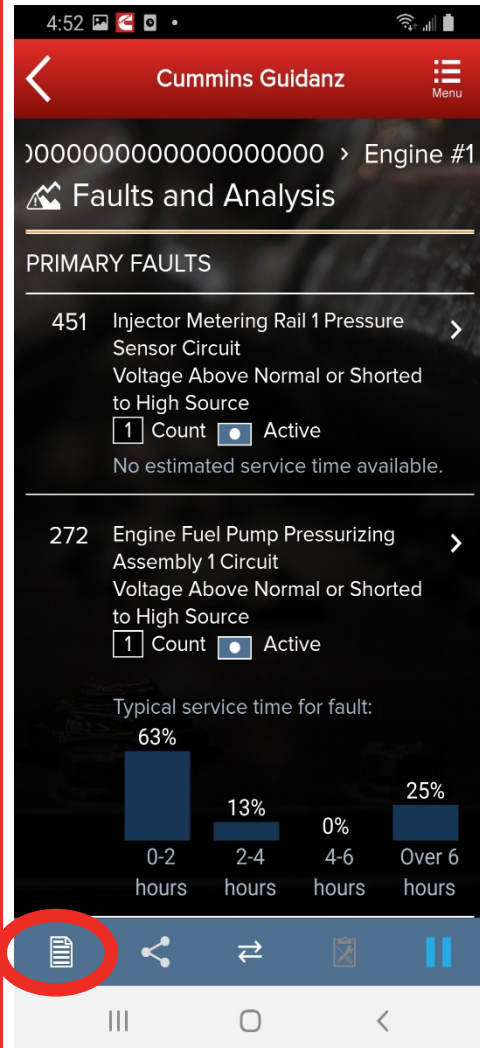 4:52
Cummins Guidanz
Menu
00000000000000000000 > Engine #1
Faults and Analysis
PRIMARY FAULTS
451 Injector Metering Rail 1 Pressure
Sensor Circuit
Voltage Above Normal or Shorted
to High Source
1 Count Active
No estimated service time available.
272 Engine Fuel Pump Pressurizing
Assembly 1 Circuit
Voltage Above Normal or Shorted
to High Source
1 Count Active
Typical service time for fault:
63% 13% 0% 25%
0-2 2-4 4-6 Over 6
hours hours hours hours